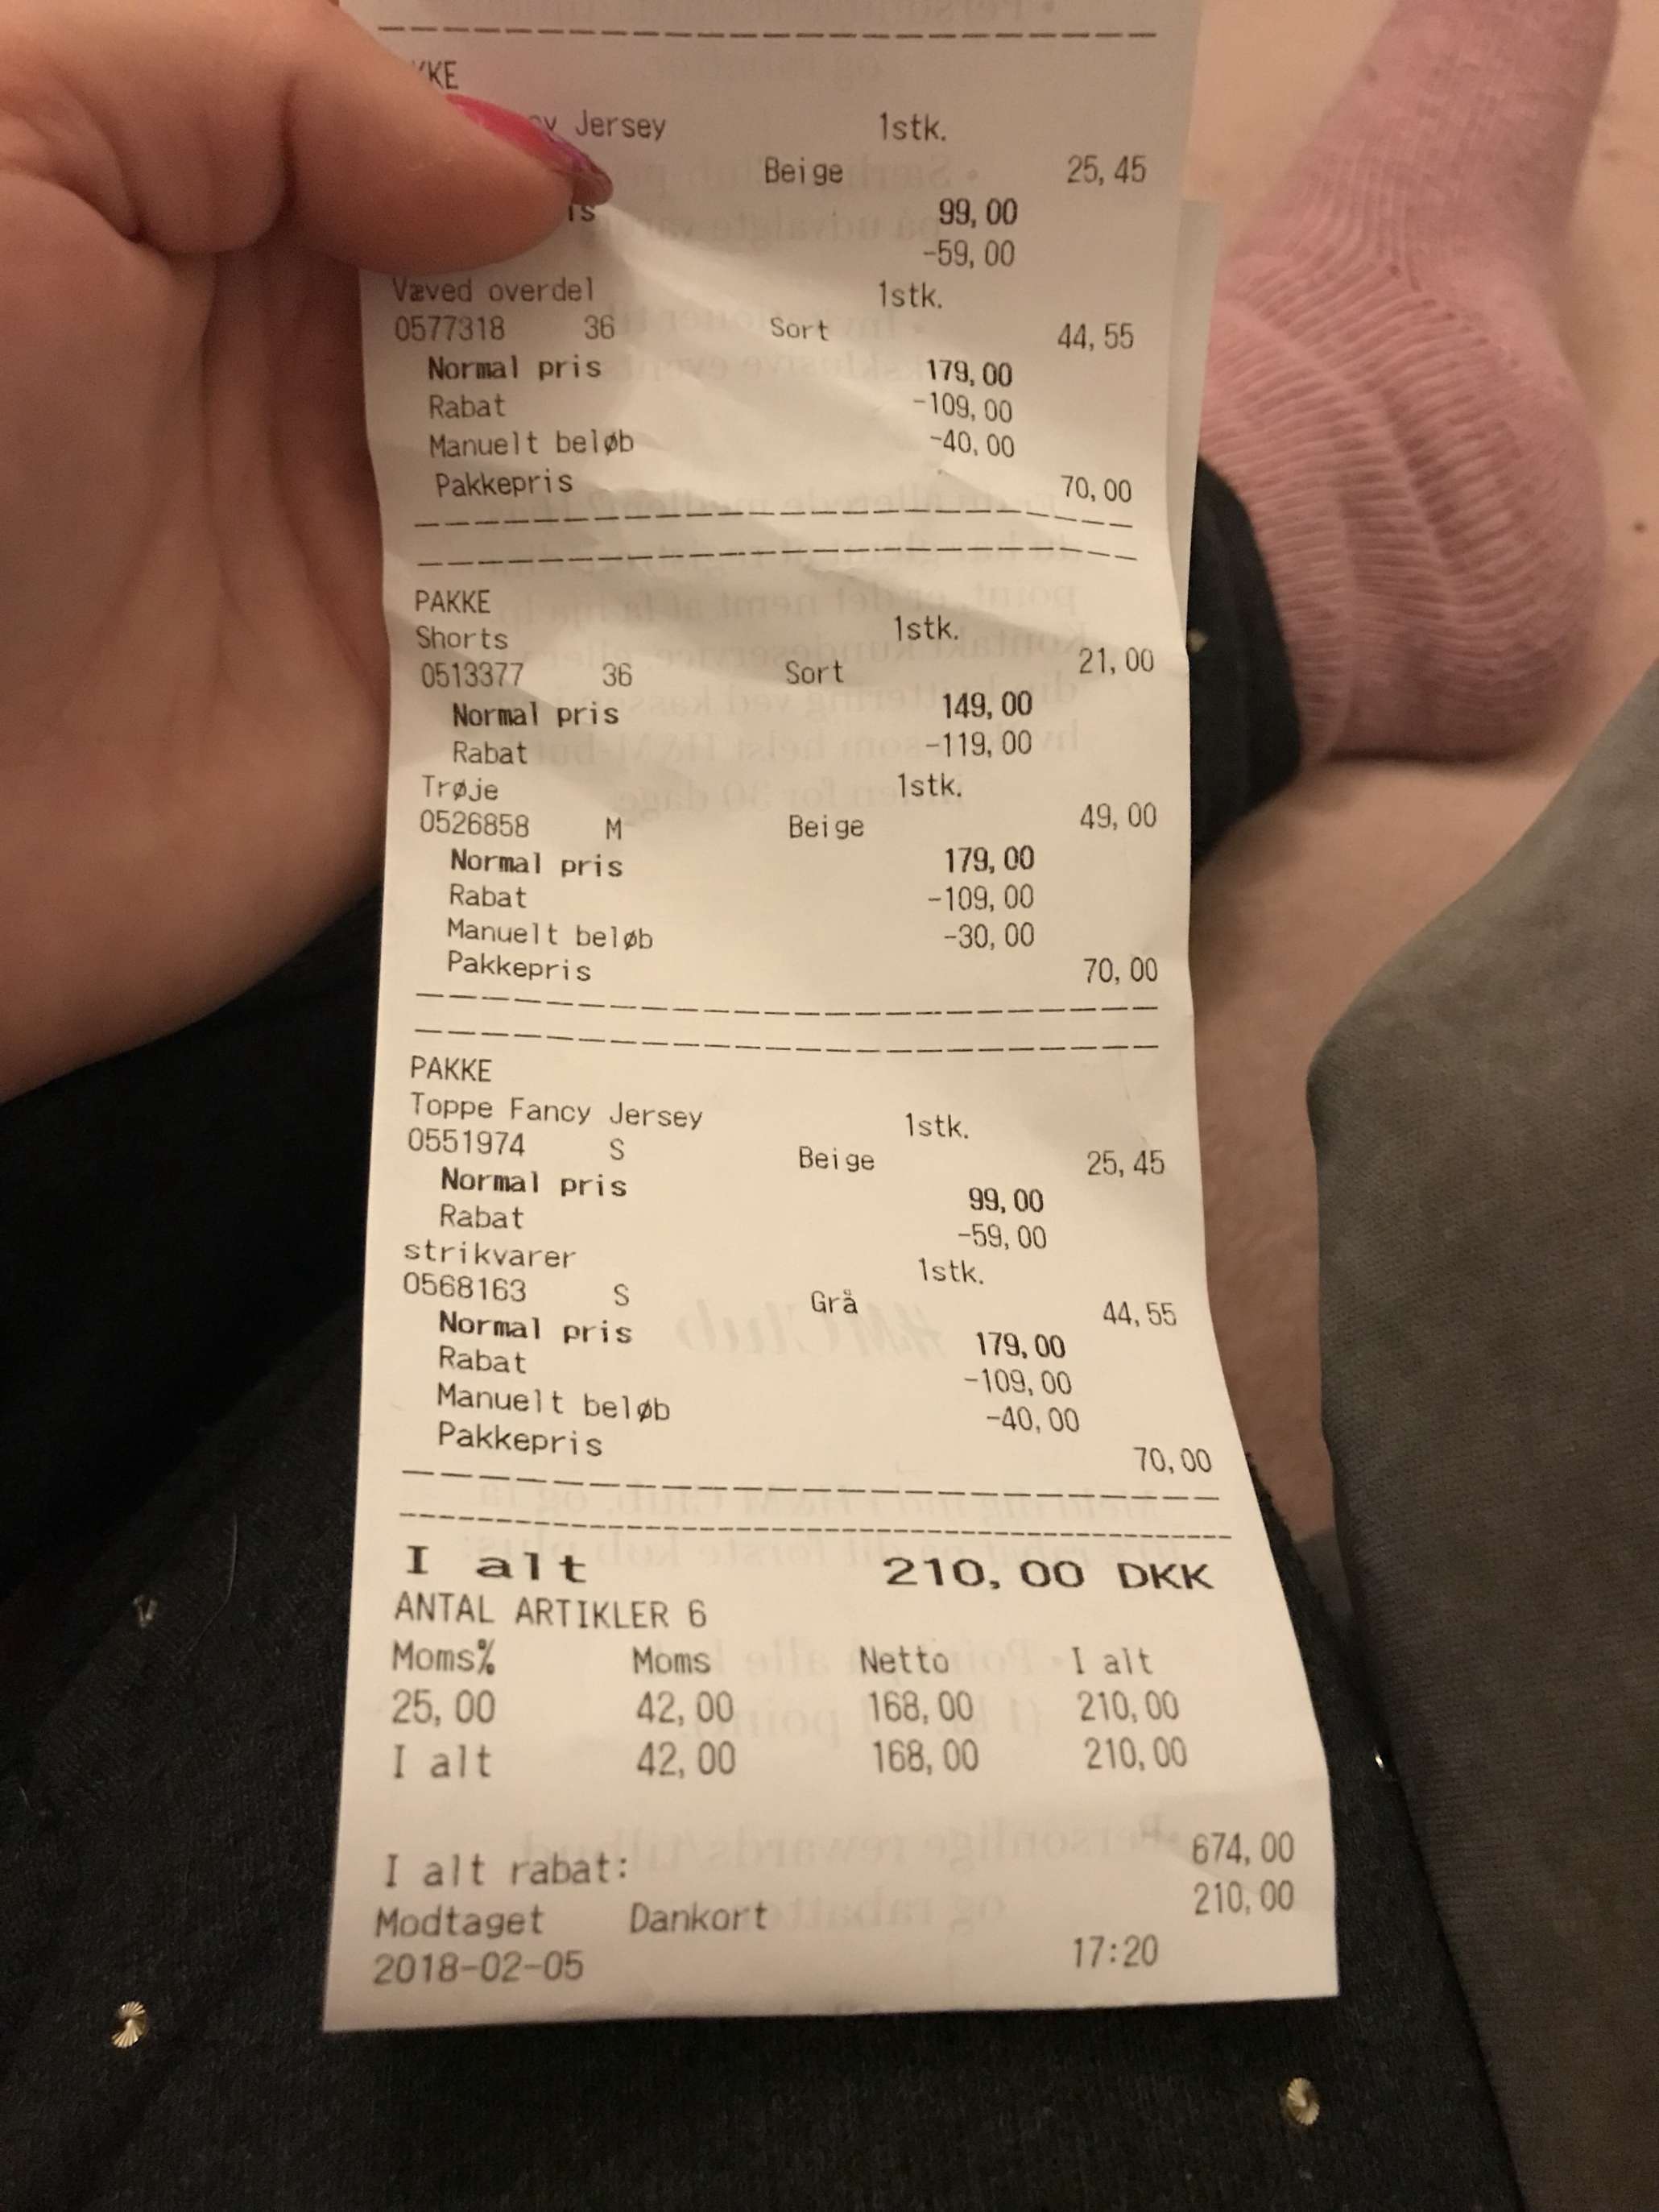 Jersey 1stk.
Beige 25,45
99,00
-59,00
Væved overdel 1stk.
0577318 36 Sort 44,55
Normal pris 179,00
Rabat -109,00
Manuelt beløb -40,00
Pakkepris 70,00
PAKKE
Shorts 1stk.
0513377 36 Sort 21,00
Normal pris 149,00
Rabat -119,00
Trøje 1stk.
0526858 M Beige 49,00
Normal pris 179,00
Rabat -109,00
Manuelt beløb -30,00
Pakkepris 70,00
PAKKE
Toppe Fancy Jersey 1stk.
0551974 S Beige 25,45
Normal pris 99,00
Rabat -59,00
strikvarer 1stk.
0568163 S Grå 44,55
Normal pris 179,00
Rabat -109,00
Manuelt beløb -40,00
Pakkepris 70,00
I alt 210,00 DKK
ANTAL ARTIKLER 6
Moms% Moms Netto I alt
25,00 42,00 168,00 210,00
I alt 42,00 168,00 210,00
I alt rabat: 674,00
Modtaget Dankort 210,00
2018-02-05 17:20